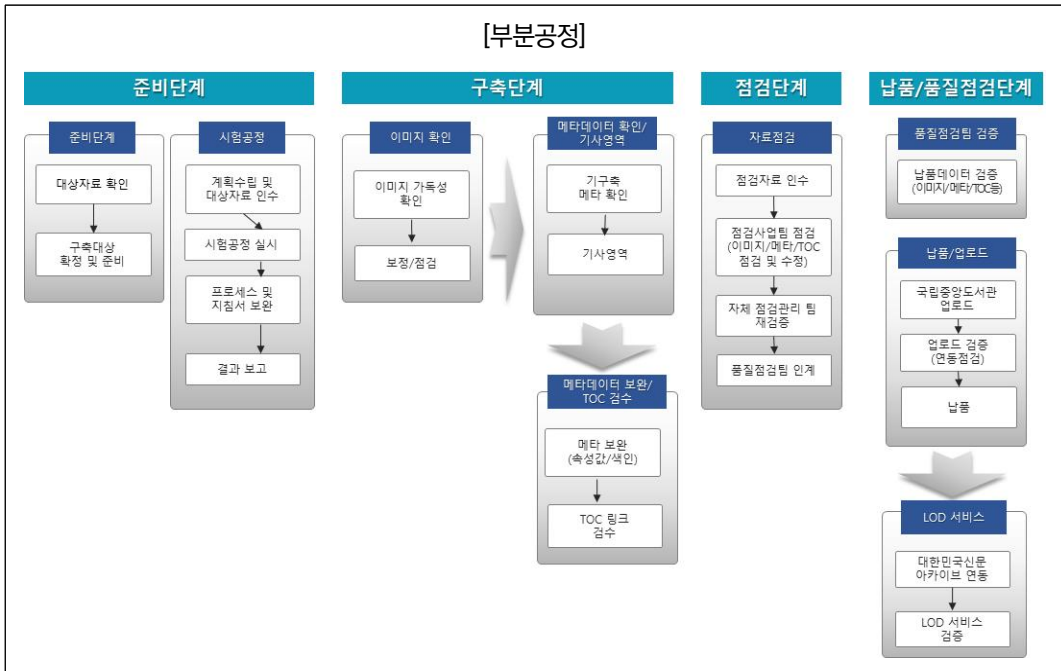 [부분공정]
준비단계
준비단계
대상자료 확인
구축대상
확정 및 준비
시험공정
계획수립 및
대상자료 인수
시험공정 실시
프로세스 및
지침서 보완
결과 보고
구축단계
이미지 확인
이미지 가독성
확인
보정/점검
메타데이터 확인/
기사영역
기구축
메타 확인
기사영역
메타데이터 보완/
TOC 검수
메타 보완
(속성값/색인)
TOC 링크
검수
점검단계
자료점검
점검자료 인수
점검사업팀 점검
(이미지/메타/TOC
점검 및 수정)
자체 점검관리 팀
재검증
품질점검팀 인계
납품/품질점검단계
품질점검팀 검증
납품데이터 검증
(이미지/메타/TOC등)
납품/업로드
국립중앙도서관
업로드
업로드 검증
(연동점검)
납품
LOD 서비스
대한민국신문
아카이브 연동
LOD 서비스
검증